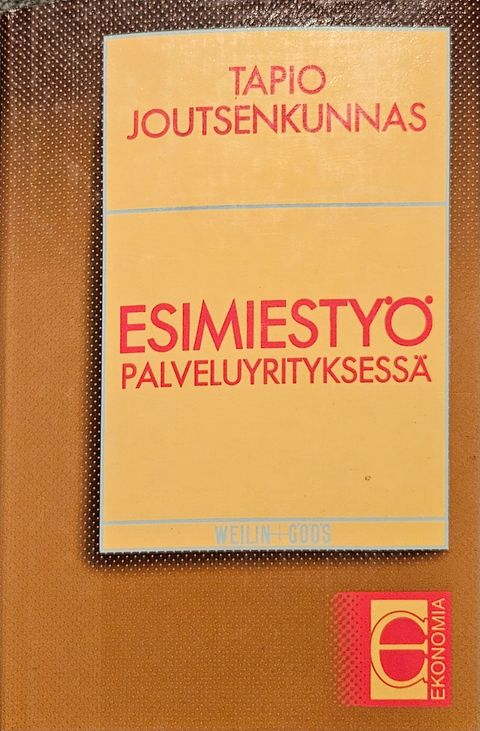 TAPIO
JOUTSENKUNNAS
ESIMIESTYÖ
PALVELUYRITYKSESSÄ
WEILIN+GÖÖS
e
EKONOMIA